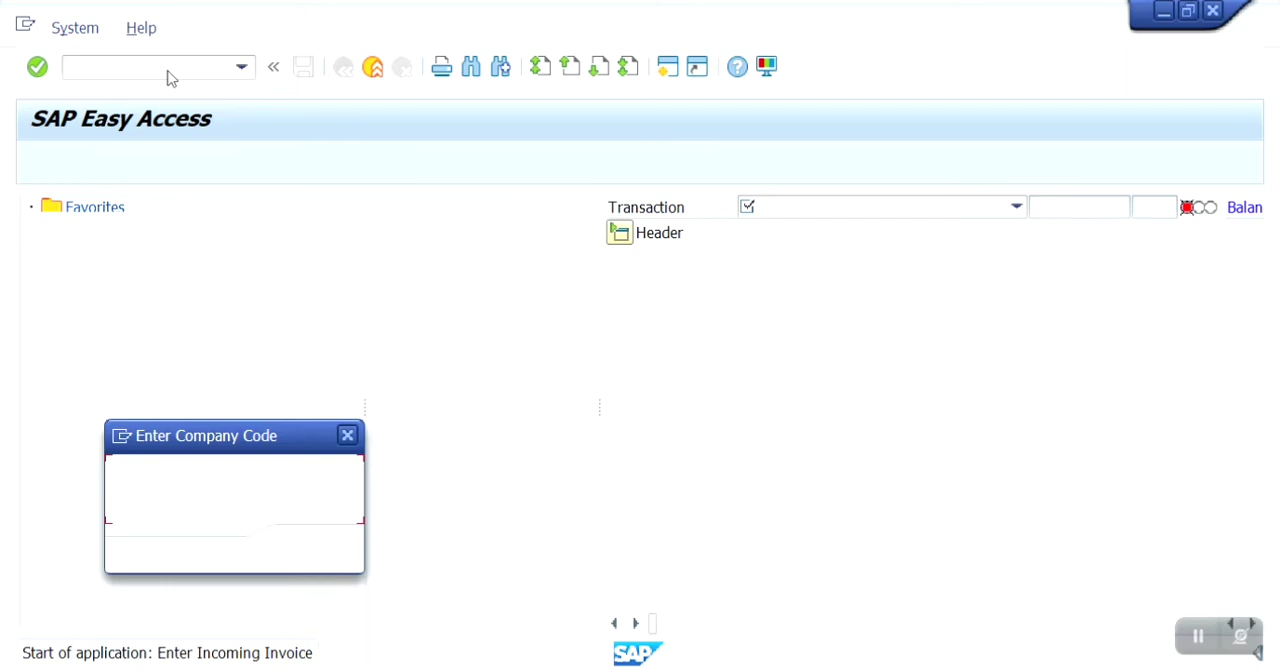 System Help
SAP Easy Access
Favorites
Transaction
Balan
Header
Enter Company Code
Start of application: Enter Incoming Invoice
SAP